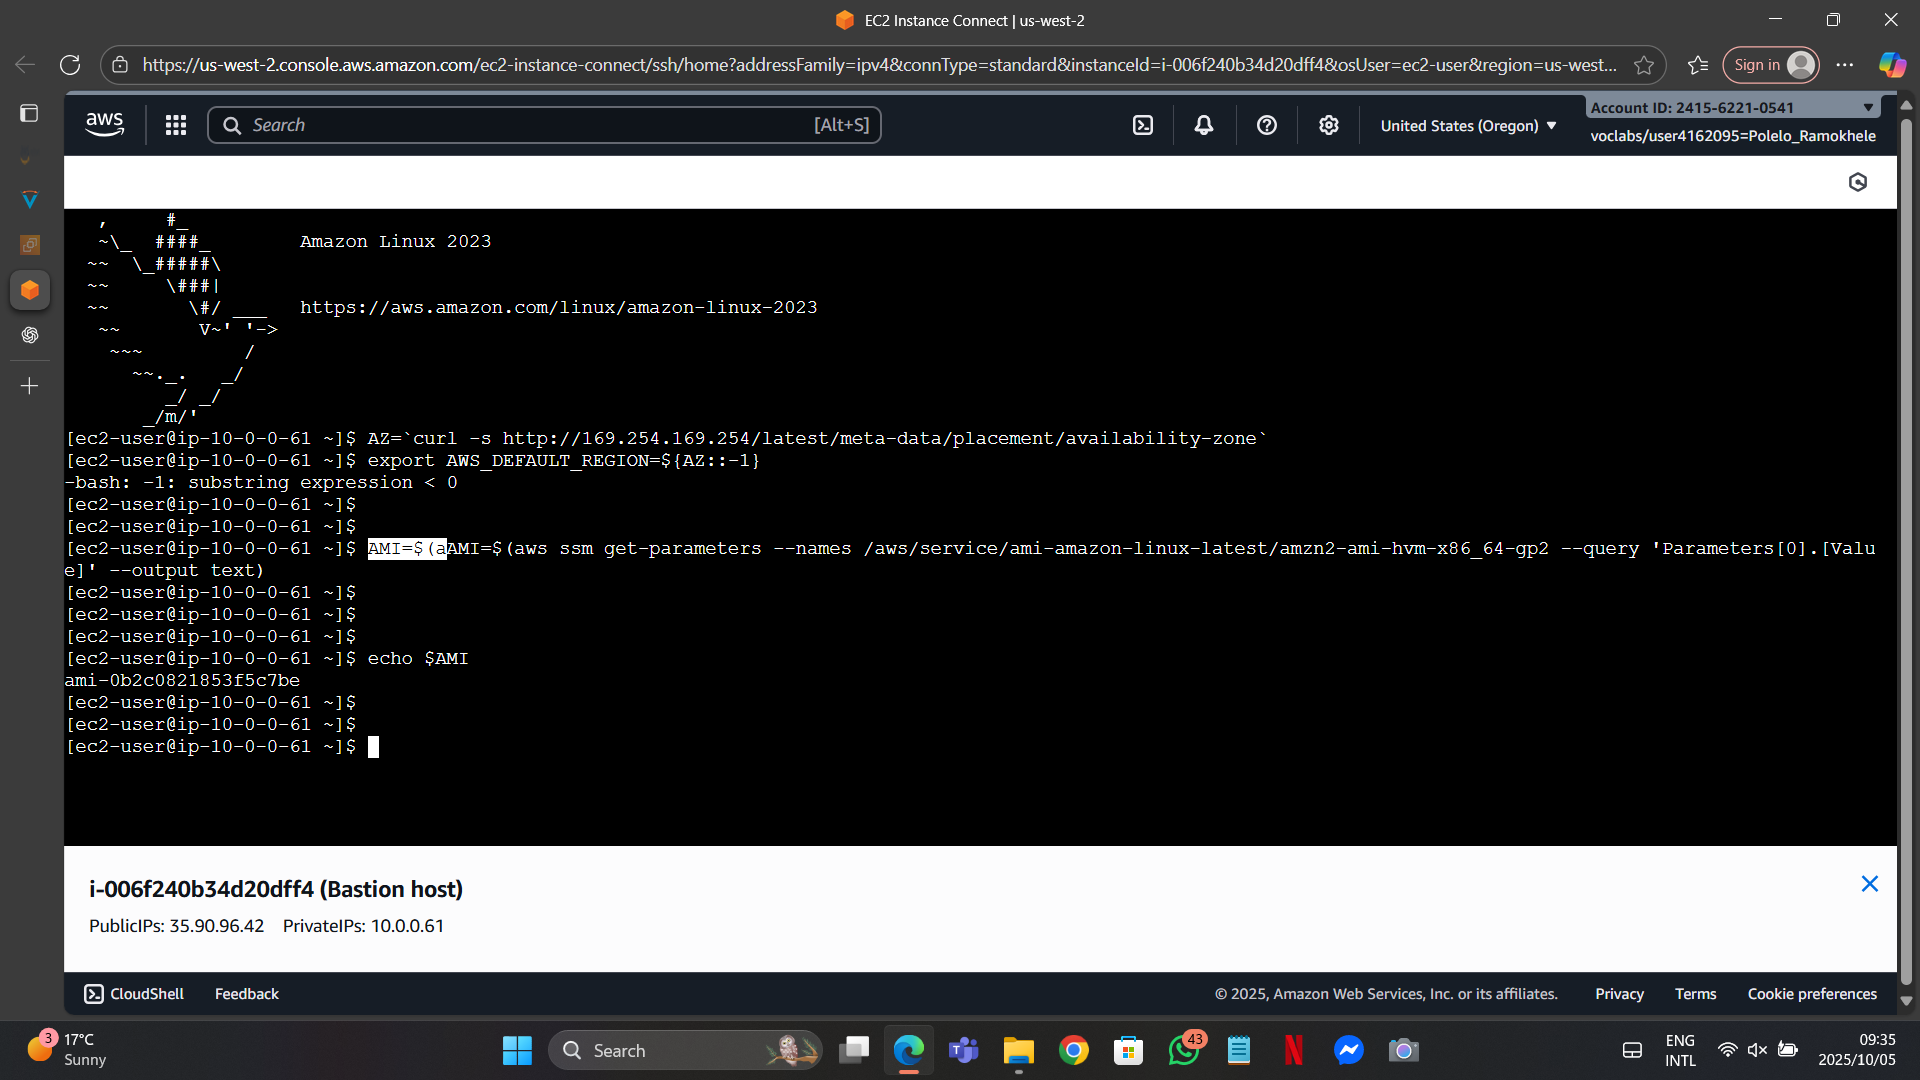 EC2 Instance Connect | us-west-2
https://us-west-2.console.aws.amazon.com/ec2-instance-connect/ssh/home?addressFamily=ipv4&connType=standard&instanceId=i-006f240b34d20dff4&osUser=ec2-user&region=us-west...
Sign in
aws
Search [Alt+S]
United States (Oregon)
Account ID: 2415-6221-0541
voclabs/user4162095=Polelo_Ramokhele
   ,     #_
   ~\_  ####_        Amazon Linux 2023
  ~~  \_#####\
  ~~     \###|
  ~~       \#/ ___   https://aws.amazon.com/linux/amazon-linux-2023
   ~~       V~' '->
    ~~~         /
      ~~._.   _/
         _/ _/
       _/m/'
[ec2-user@ip-10-0-0-61 ~]$ AZ=`curl -s http://169.254.169.254/latest/meta-data/placement/availability-zone`
[ec2-user@ip-10-0-0-61 ~]$ export AWS_DEFAULT_REGION=${AZ::-1}
-bash: -1: substring expression < 0
[ec2-user@ip-10-0-0-61 ~]$
[ec2-user@ip-10-0-0-61 ~]$
[ec2-user@ip-10-0-0-61 ~]$ AMI=$(aAMI=$(aws ssm get-parameters --names /aws/service/ami-amazon-linux-latest/amzn2-ami-hvm-x86_64-gp2 --query 'Parameters[0].[Valu
e]' --output text)
[ec2-user@ip-10-0-0-61 ~]$
[ec2-user@ip-10-0-0-61 ~]$
[ec2-user@ip-10-0-0-61 ~]$
[ec2-user@ip-10-0-0-61 ~]$ echo $AMI
ami-0b2c0821853f5c7be
[ec2-user@ip-10-0-0-61 ~]$
[ec2-user@ip-10-0-0-61 ~]$
[ec2-user@ip-10-0-0-61 ~]$
i-006f240b34d20dff4 (Bastion host)
PublicIPs: 35.90.96.42 PrivateIPs: 10.0.0.61
CloudShell Feedback © 2025, Amazon Web Services, Inc. or its affiliates. Privacy Terms Cookie preferences
3
17°C
Sunny
Search
43
ENG
INTL
09:35
2025/10/05